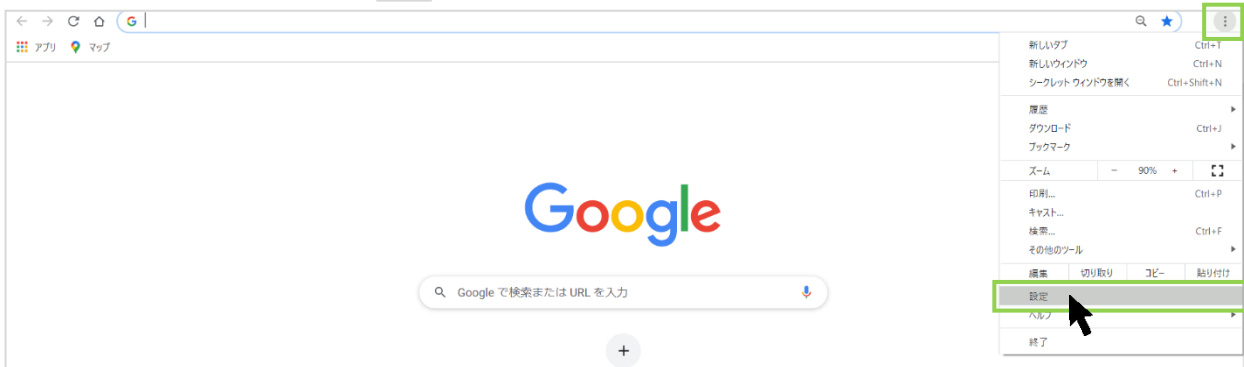 G
アプリ マップ
新しいタブ Ctrl+T
新しいウィンドウ Ctrl+N
シークレット ウィンドウを開く Ctrl+Shift+N
履歴
ダウンロード Ctrl+J
ブックマーク
ズーム - 90% +
印刷... Ctrl+P
キャスト...
検索... Ctrl+F
その他のツール
編集 切り取り コピー 貼り付け
設定
ヘルプ
終了
Google
Google で検索または URL を入力